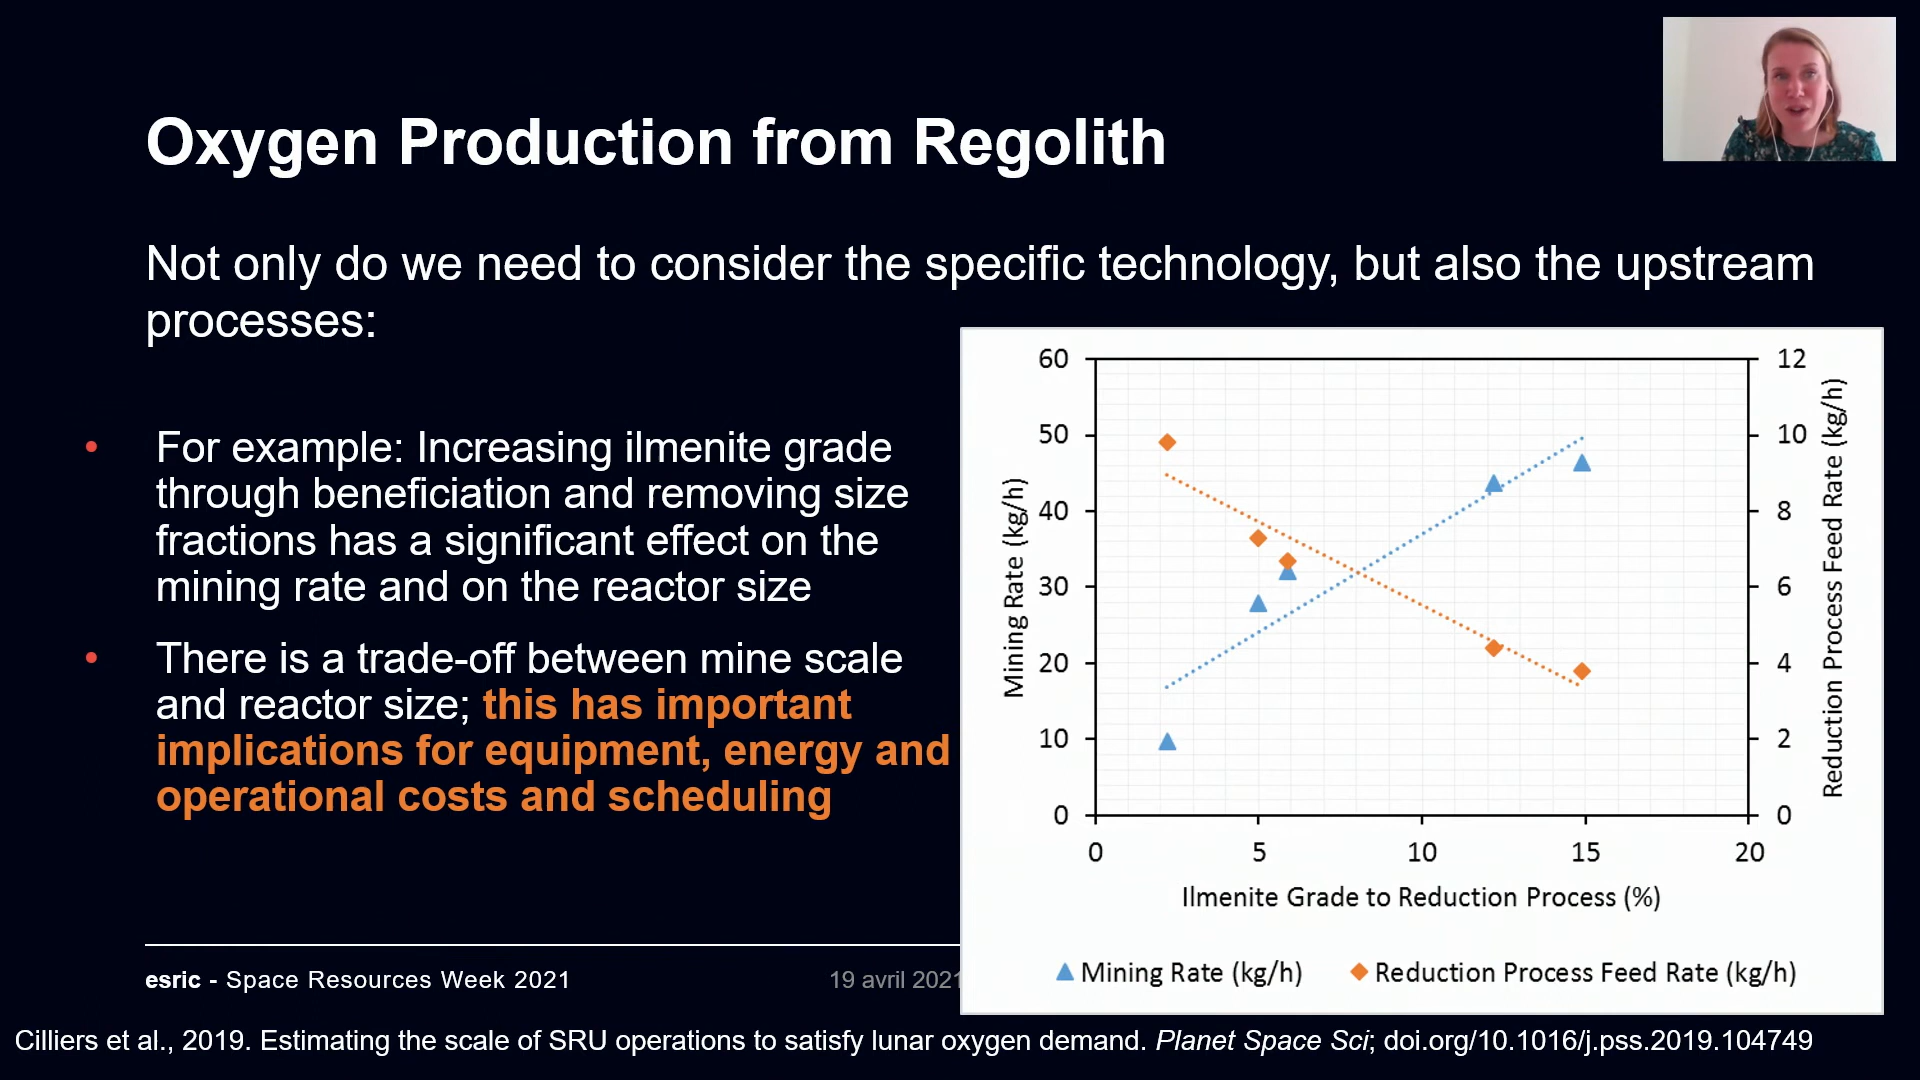 Oxygen Production from Regolith
Not only do we need to consider the specific technology, but also the upstream
processes:
• For example: Increasing ilmenite grade
through beneficiation and removing size
fractions has a significant effect on the
mining rate and on the reactor size
• There is a trade-off between mine scale
and reactor size; this has important
implications for equipment, energy and
operational costs and scheduling
60
50
40
30
20
10
0
Mining Rate (kg/h)
12
10
8
6
4
2
0
Reduction Process Feed Rate (kg/h)
0 5 10 15 20
Ilmenite Grade to Reduction Process (%)
Mining Rate (kg/h) Reduction Process Feed Rate (kg/h)
esric - Space Resources Week 2021 19 avril 2021
Cilliers et al., 2019. Estimating the scale of SRU operations to satisfy lunar oxygen demand. Planet Space Sci; doi.org/10.1016/j.pss.2019.104749